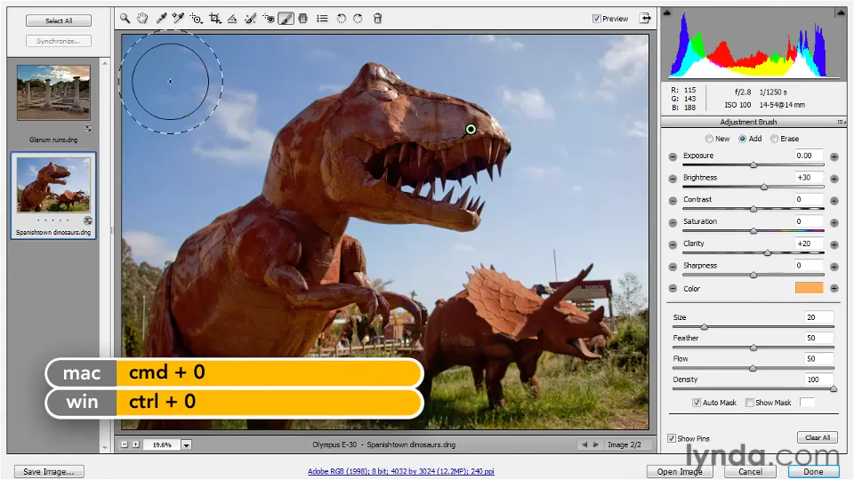 Select All
Preview
Synchronize...
Glanum ruins.dng
Spanishtown dinosaurs.dng
R: 115
G: 143
B: 188
f/2.8 1/1250 s
ISO 100 14-54@14 mm
Adjustment Brush
New Add Erase
Exposure 0.00
Brightness +30
Contrast 0
Saturation 0
Clarity +20
Sharpness 0
Color
Size 20
Feather 50
Flow 50
Density 100
Auto Mask Show Mask
Show Pins Clear All
mac cmd + 0
win ctrl + 0
19.6% Olympus E-30 - Spanishtown dinosaurs.dng Image 2/2
lynda.com
Save Image... Adobe RGB (1998); 8 bit; 4032 by 3024 (12.2MP); 240 ppi Open Image Cancel Done